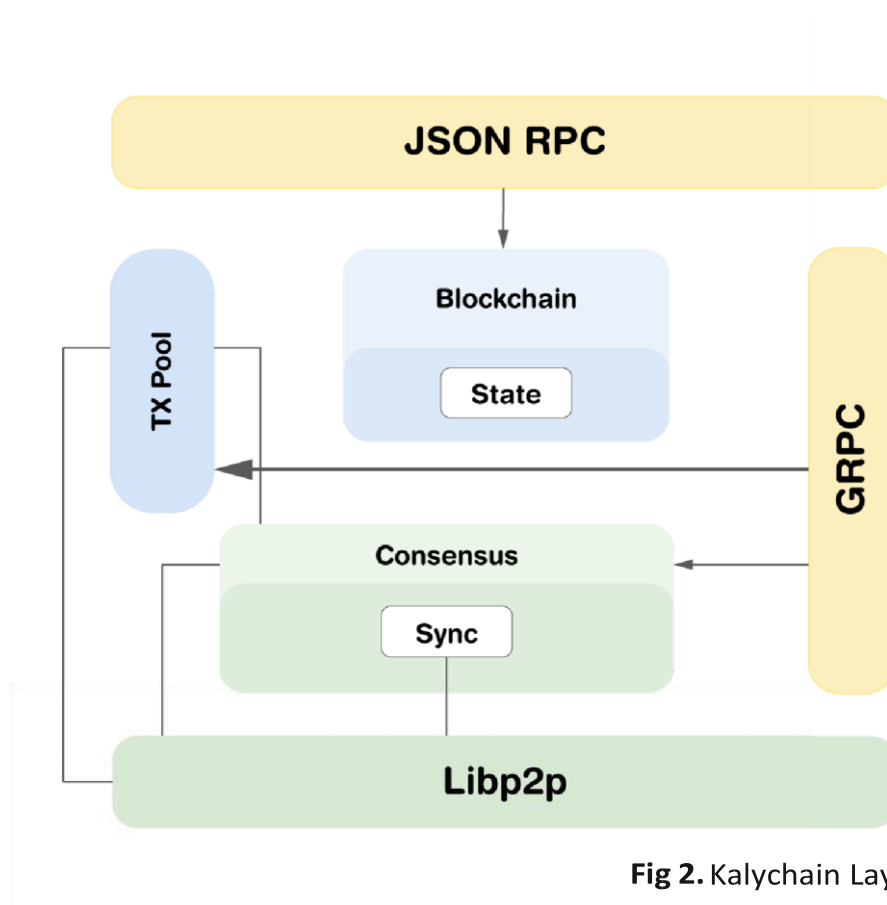 JSON RPC
Blockchain
TX Pool
State
GRPC
Consensus
Sync
Libp2p
Fig 2. Kalychain Lay